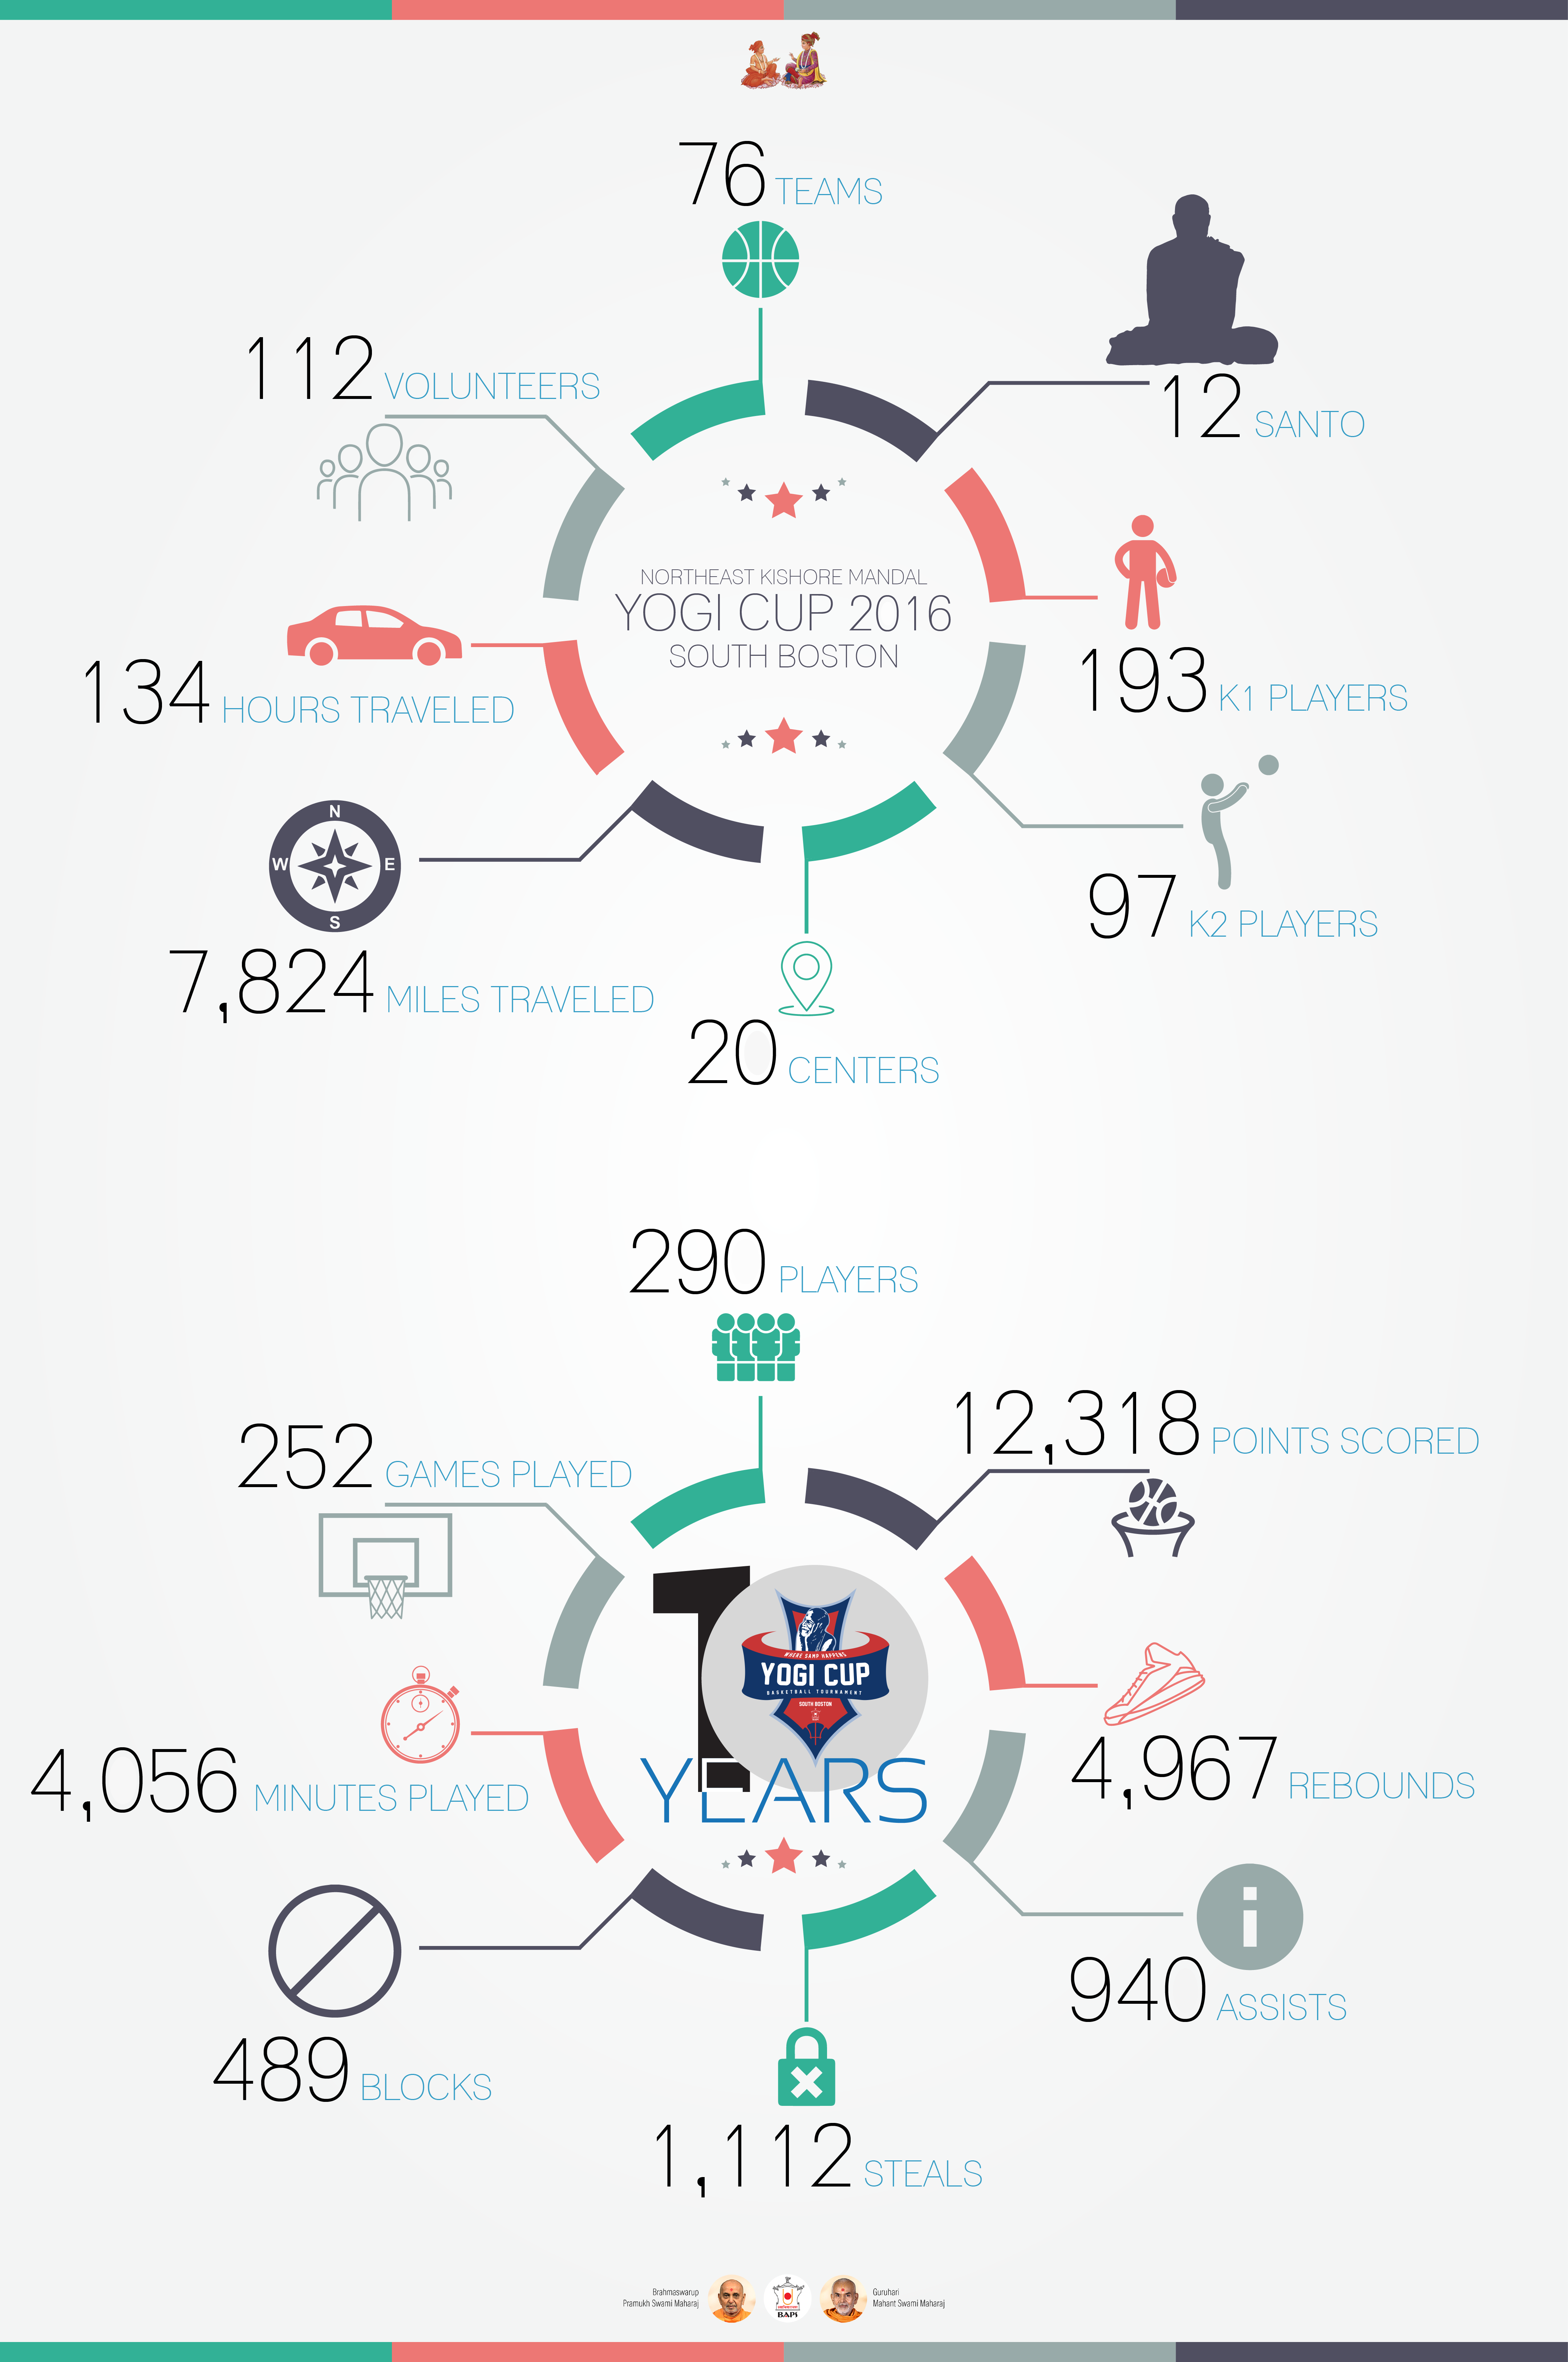 76 TEAMS
12 SANTO
112 VOLUNTEERS
NORTHEAST KISHORE MANDAL
YOGI CUP 2016
SOUTH BOSTON
193 K1 PLAYERS
134 HOURS TRAVELED
97 K2 PLAYERS
N
W E
S
7,824 MILES TRAVELED
20 CENTERS
290 PLAYERS
12,318 POINTS SCORED
252 GAMES PLAYED
10
WHERE SAMP HAPPENS
YOGI CUP
BASKETBALL TOURNAMENT
SOUTH BOSTON
YEARS
4,967 REBOUNDS
4,056 MINUTES PLAYED
i
940 ASSISTS
489 BLOCKS
1,112 STEALS
Brahmaswarup
Pramukh Swami Maharaj
BAPS
Guruhari
Mahant Swami Maharaj